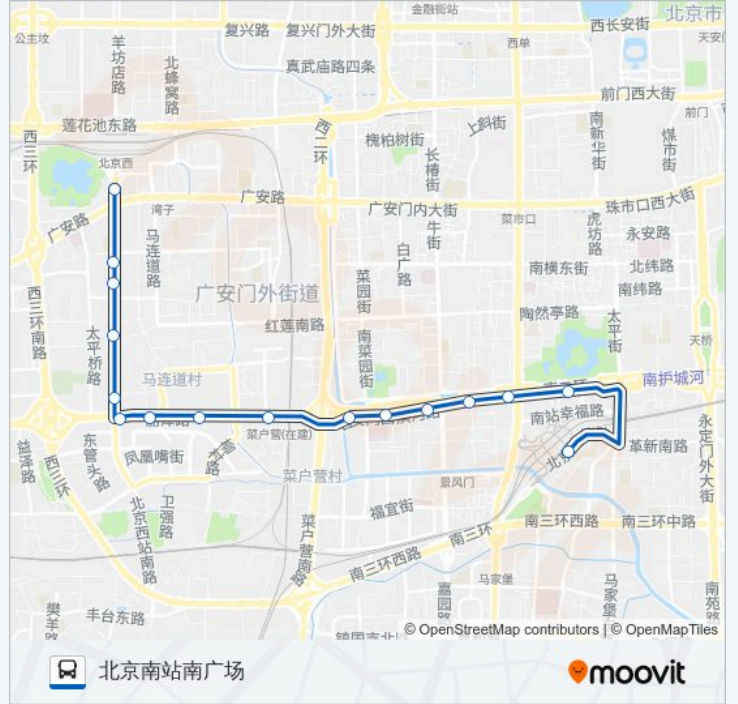 金融街站
北京市
复兴路
复兴门外大街
西长安街
公主坟
羊坊店路
北蜂窝路
西单
天安门
真武庙路四条
前门西大街
前门
莲花池东路
西三环
西二环
槐柏树街
上斜街
南新华街
煤市街
北京西
长椿街
广安路
湾子
广安路
广安门内大街
菜市口
珠市口西大街
虎坊路
永安路
马连道路
牛街
白广路
南横东街
北纬路
南纬路
西三环南路
广安门外街道
菜园街
红莲南路
陶然亭路
太平街
天桥
太平桥路
南菜园街
马连道村
南护城河
菜户营(在建)
南站幸福路
永定门外大街
益泽路
西三环
东管头路
凤凰嘴街
菜户营村
革新南路
景风门
卫强路
北京西站南路
福宜街
菜户营南路
南三环西路
南三环
南三环西路
南三环中路
马家堡
嘉园路
马家堡
南苑路
樊羊路
丰台东路
© OpenStreetMap contributors | © OpenMapTiles
北京南站南广场
moovit